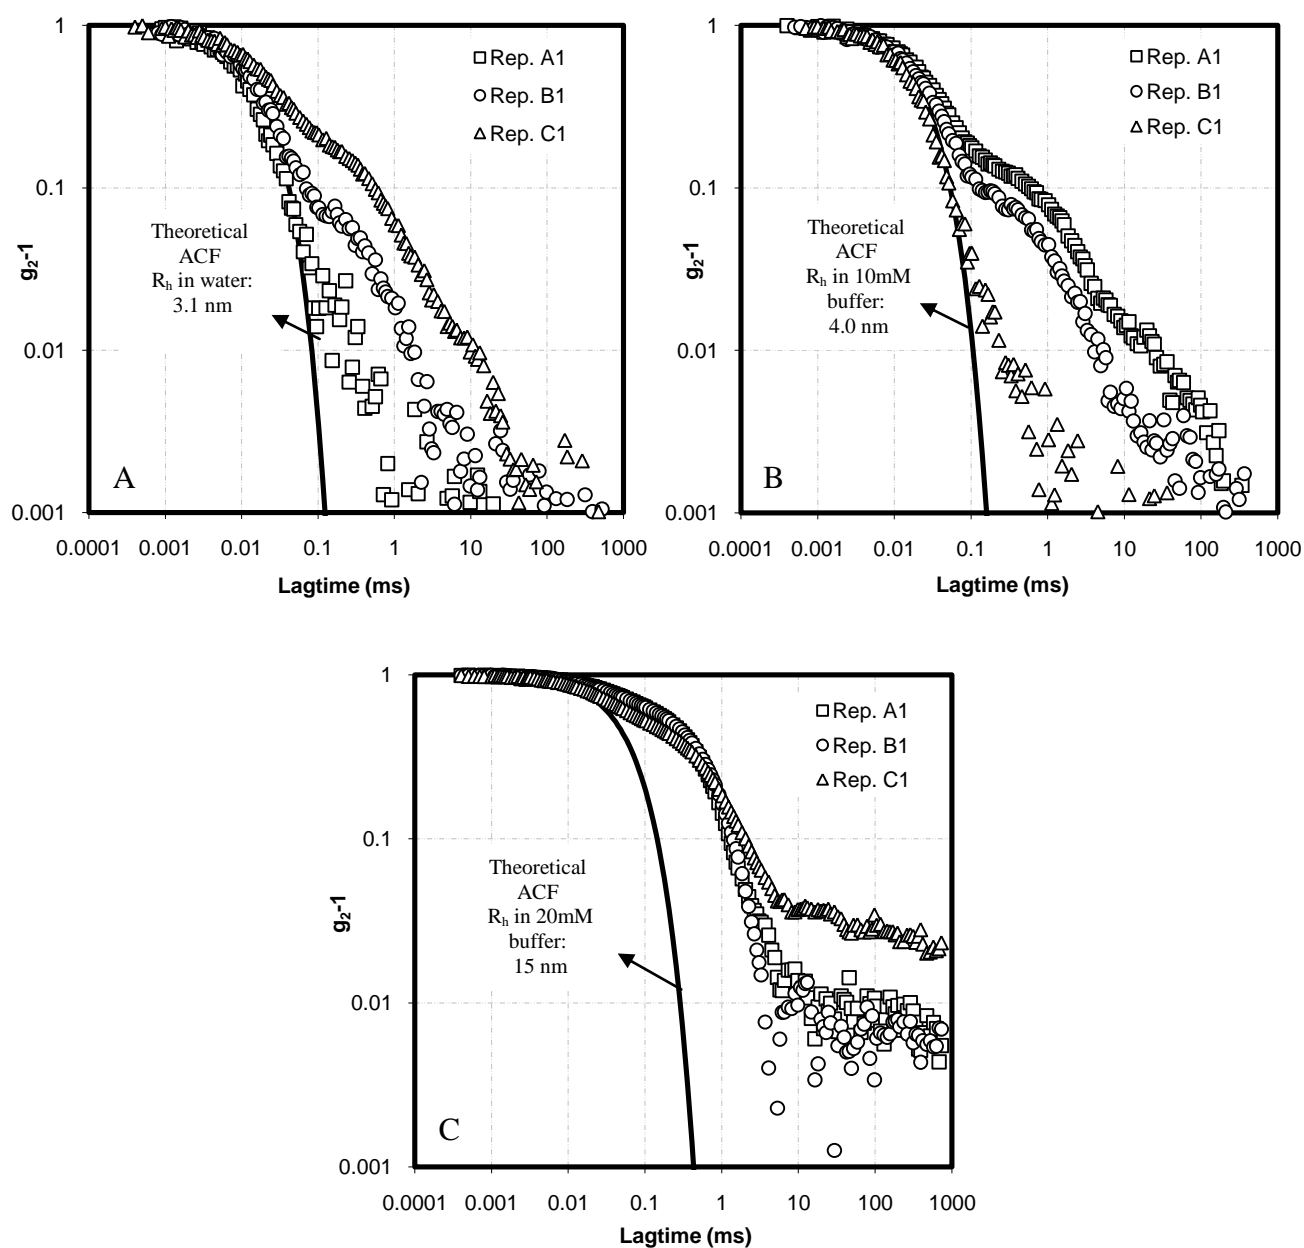 1
0.1
0.01
0.001
g2-1
Rep. A1
Rep. B1
Rep. C1
Theoretical
ACF
Rh in water:
3.1 nm
A
0.0001 0.001 0.01 0.1 1 10 100 1000
Lagtime (ms)
1
0.1
0.01
0.001
g2-1
Rep. A1
Rep. B1
Rep. C1
Theoretical
ACF
Rh in 10mM
buffer:
4.0 nm
B
0.0001 0.001 0.01 0.1 1 10 100 1000
Lagtime (ms)
1
0.1
0.01
0.001
g2-1
Rep. A1
Rep. B1
Rep. C1
Theoretical
ACF
Rh in 20mM
buffer:
15 nm
C
0.0001 0.001 0.01 0.1 1 10 100 1000
Lagtime (ms)